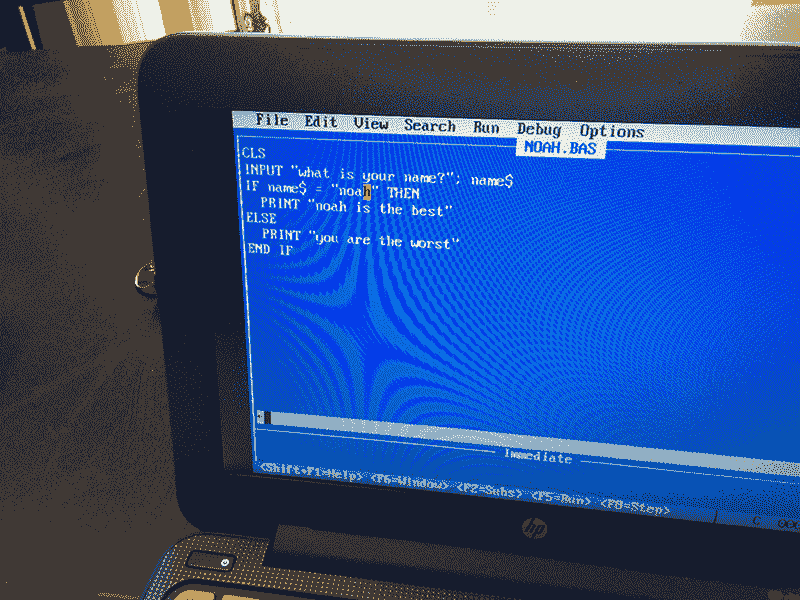 File Edit View Search Run Debug Options
NOAH.BAS
CLS
INPUT "what is your name?"; name$
IF name$ = "noah" THEN
PRINT "noah is the best"
ELSE
PRINT "you are the worst"
END IF
Immediate
<Shift+F1=Help> <F6=Window> <F2=Subs> <F5=Run> <F8=Step>
hp